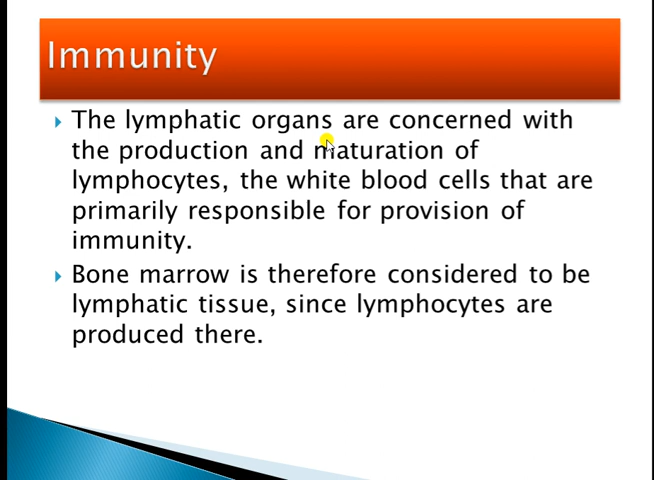 Immunity
The lymphatic organs are concerned with
the production and maturation of
lymphocytes, the white blood cells that are
primarily responsible for provision of
immunity.
Bone marrow is therefore considered to be
lymphatic tissue, since lymphocytes are
produced there.